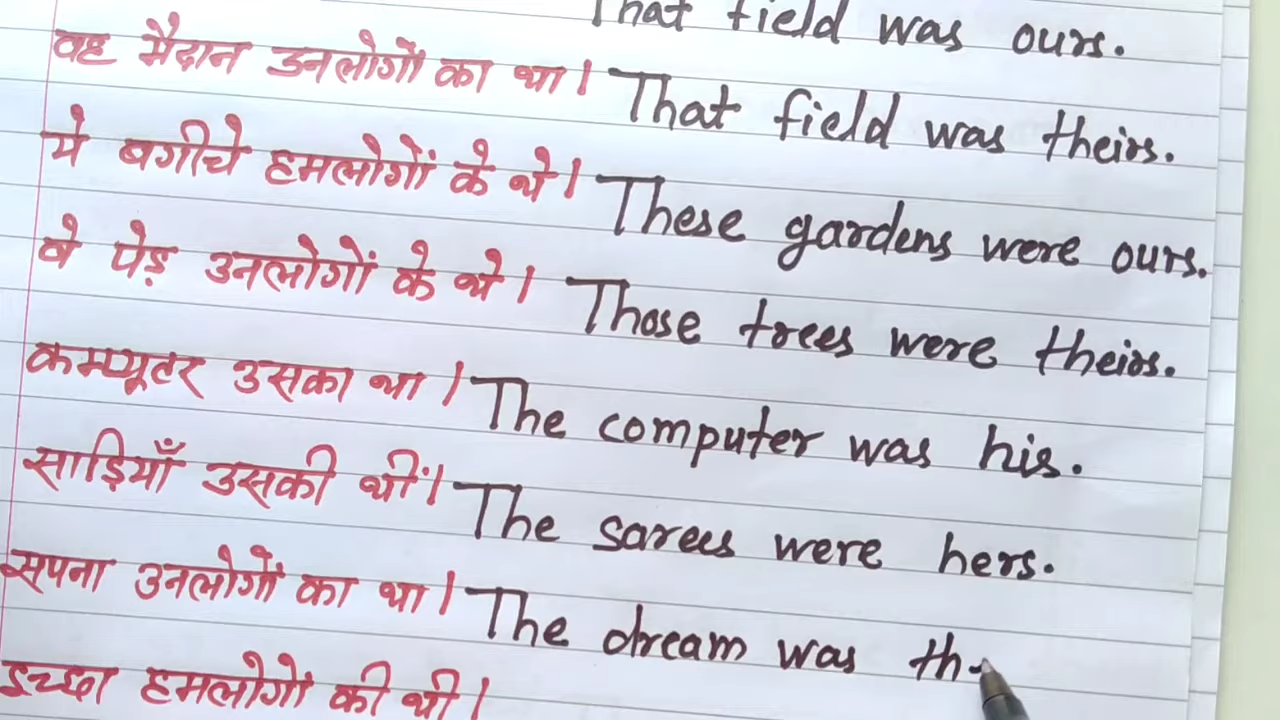 That field was ours.
वह मैदान उनलोगों का था। That field was theirs.
ये बगीचे हमलोगों के थे। These gardens were ours.
वे पेड़ उनलोगों के थे। Those trees were theirs.
कम्प्यूटर उसका था। The computer was his.
साड़ियाँ उसकी थीं। The sarees were hers.
सपना उनलोगों का था। The dream was th
इच्छा हमलोगों की थी।